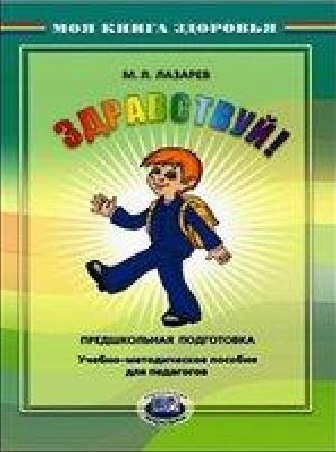 МОЯ КНИГА ЗДОРОВЬЯ
М. Л. ЛАЗАРЕВ
ЗДРАВСТВУЙ!
ПРЕДШКОЛЬНАЯ ПОДГОТОВКА
Учебно-методическое пособие
для педагогов